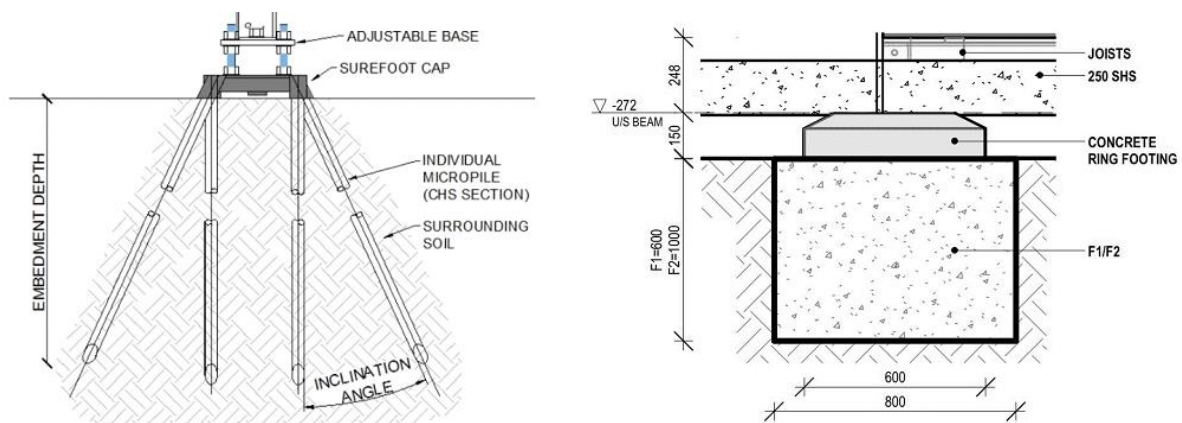 ADJUSTABLE BASE
SUREFOOT CAP
EMBEDMENT DEPTH
INDIVIDUAL
MICROPILE
(CHS SECTION)
SURROUNDING
SOIL
INCLINATION
ANGLE
JOISTS
250 SHS
248
-272
U/S BEAM
150
CONCRETE
RING FOOTING
F1=600
F2=1000
F1/F2
600
800